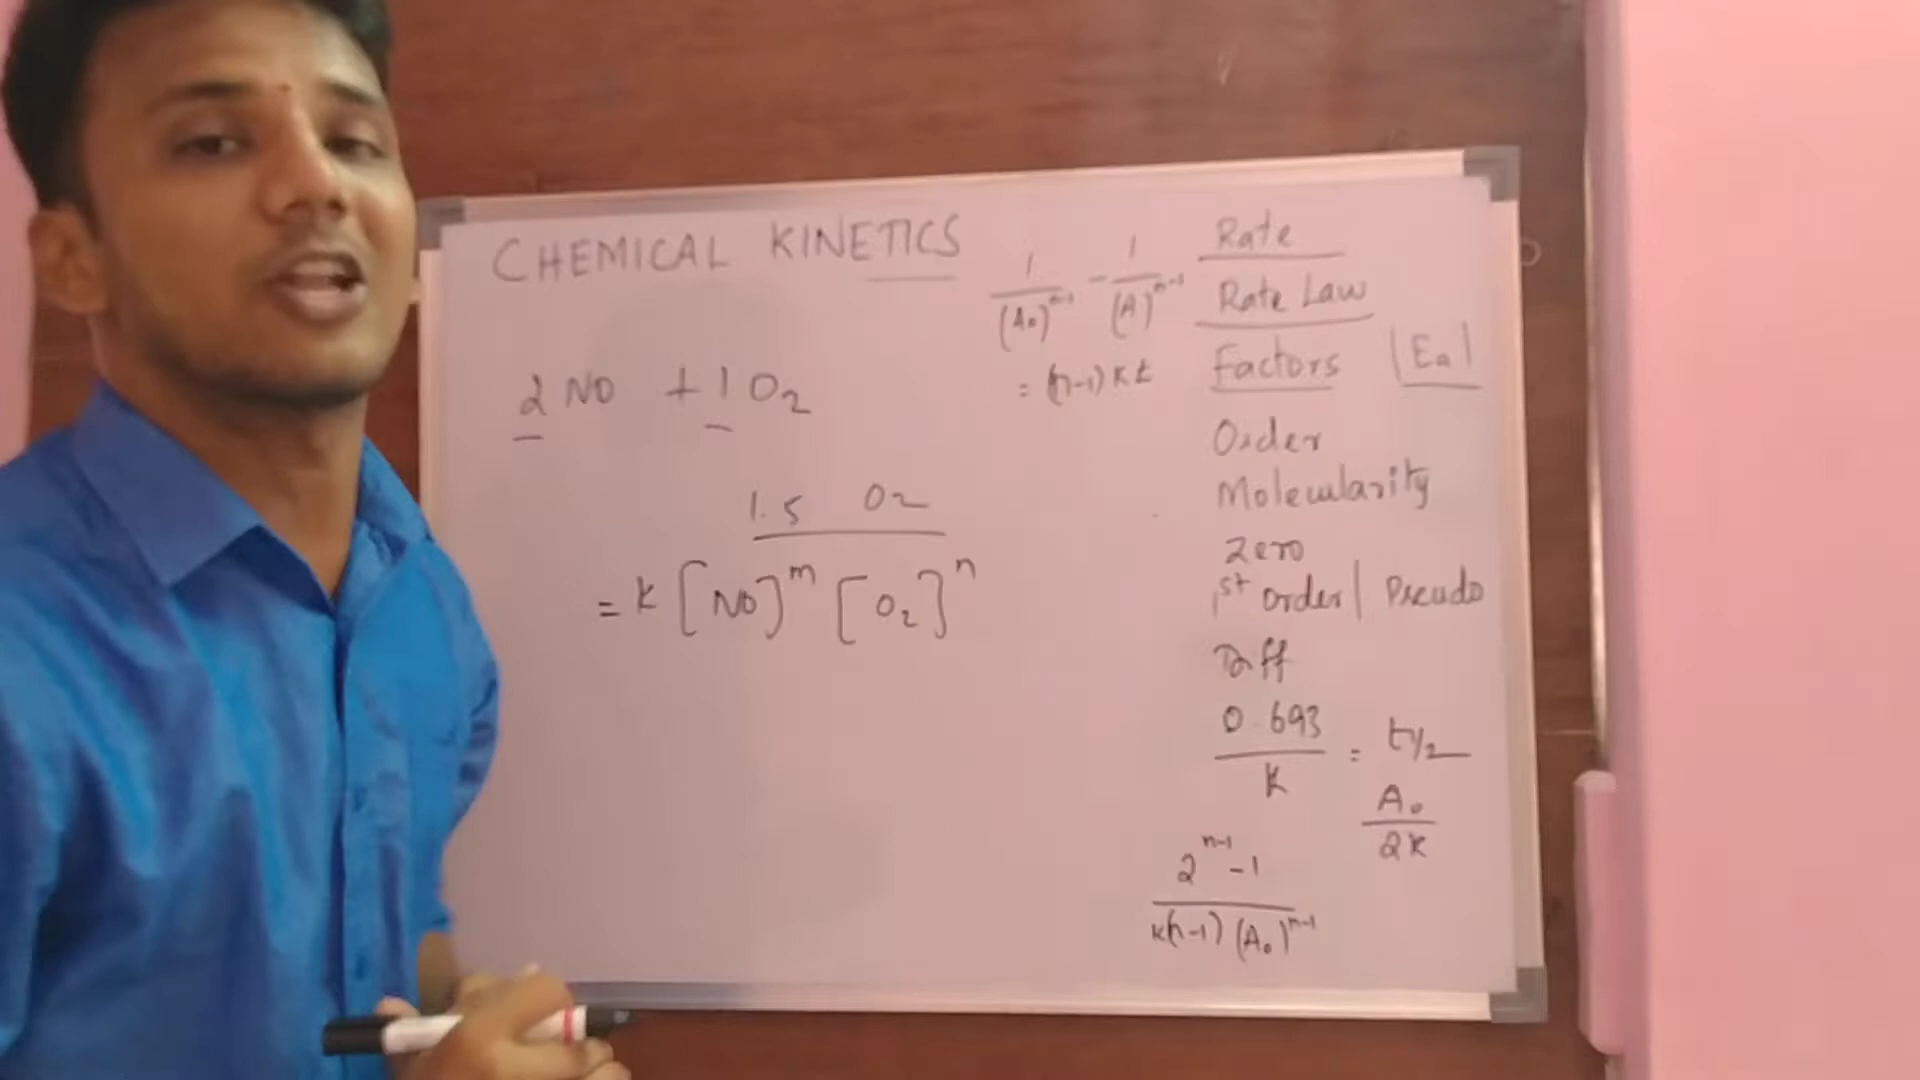 CHEMICAL KINETICS
2 NO + 1 O2
1.5 O2
= K [NO]^m [O2]^n
1/(A0)^n-1 - 1/(A)^n-1
= (n-1) K t
Rate
Rate Law
Factors |Ea|
Order
Molecularity
Zero
1st order | Pseudo
Diff
0.693/K = t1/2
A0/2K
2^n-1 - 1/K(n-1) (A0)^n-1